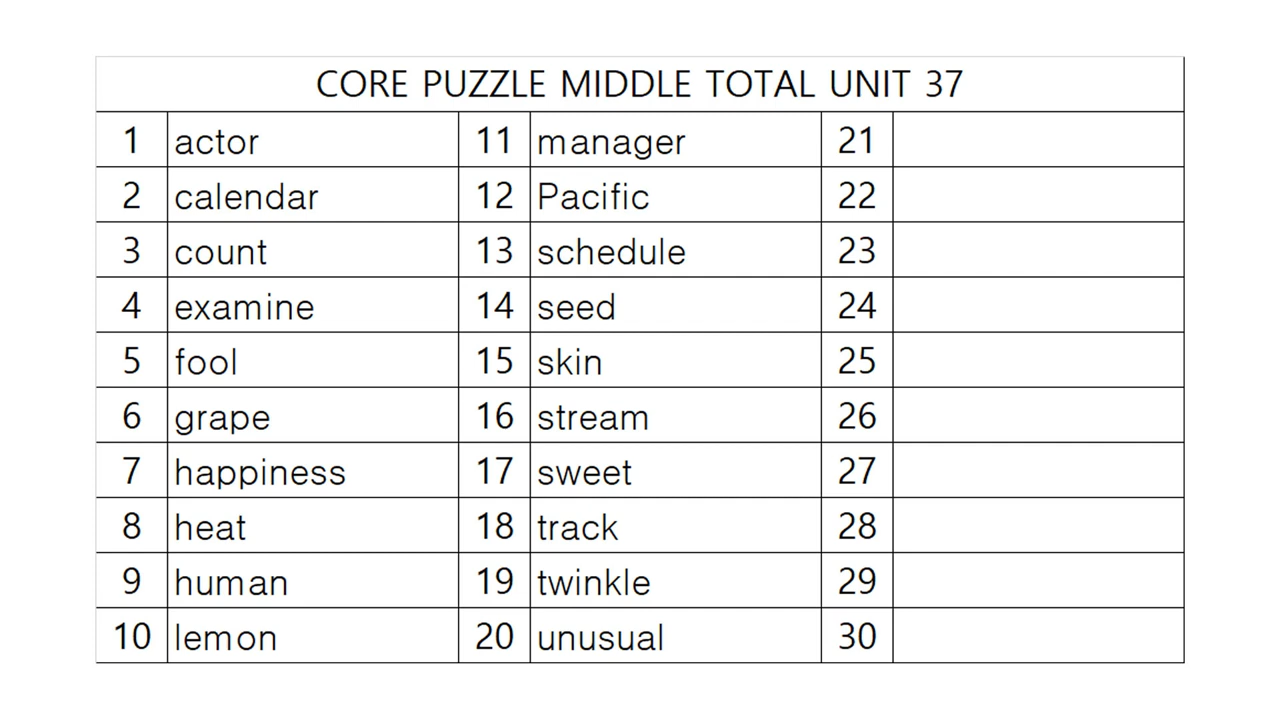 CORE PUZZLE MIDDLE TOTAL UNIT 37
1 actor 11 manager 21
2 calendar 12 Pacific 22
3 count 13 schedule 23
4 examine 14 seed 24
5 fool 15 skin 25
6 grape 16 stream 26
7 happiness 17 sweet 27
8 heat 18 track 28
9 human 19 twinkle 29
10 lemon 20 unusual 30